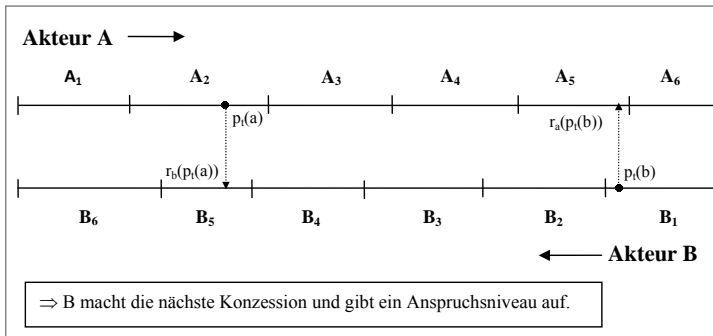 Akteur A
A₁ A₂ A₃ A₄ A₅ A₆
pₜ(a) rₐ(pₜ(b))
r_b(pₜ(a)) pₜ(b)
B₆ B₅ B₄ B₃ B₂ B₁
Akteur B
⇒ B macht die nächste Konzession und gibt ein Anspruchsniveau auf.